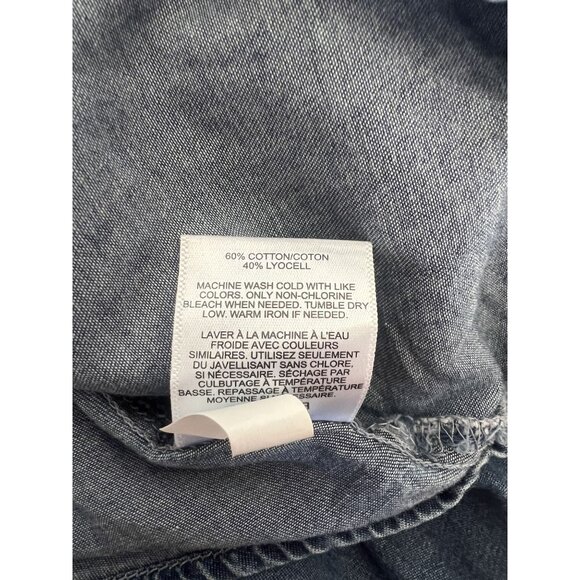 60% COTTON/COTON
40% LYOCELL
MACHINE WASH COLD WITH LIKE
COLORS. ONLY NON-CHLORINE
BLEACH WHEN NEEDED. TUMBLE DRY
LOW. WARM IRON IF NEEDED.
LAVER À LA MACHINE À L'EAU
FROIDE AVEC COULEURS
SIMILAIRES. UTILISEZ SEULEMENT
DU JAVELLISANT SANS CHLORE,
SI NÉCESSAIRE. SÉCHAGE PAR
CULBUTAGE À TEMPÉRATURE
BASSE. REPASSAGE À TEMPÉRATURE
MOYENNE SI